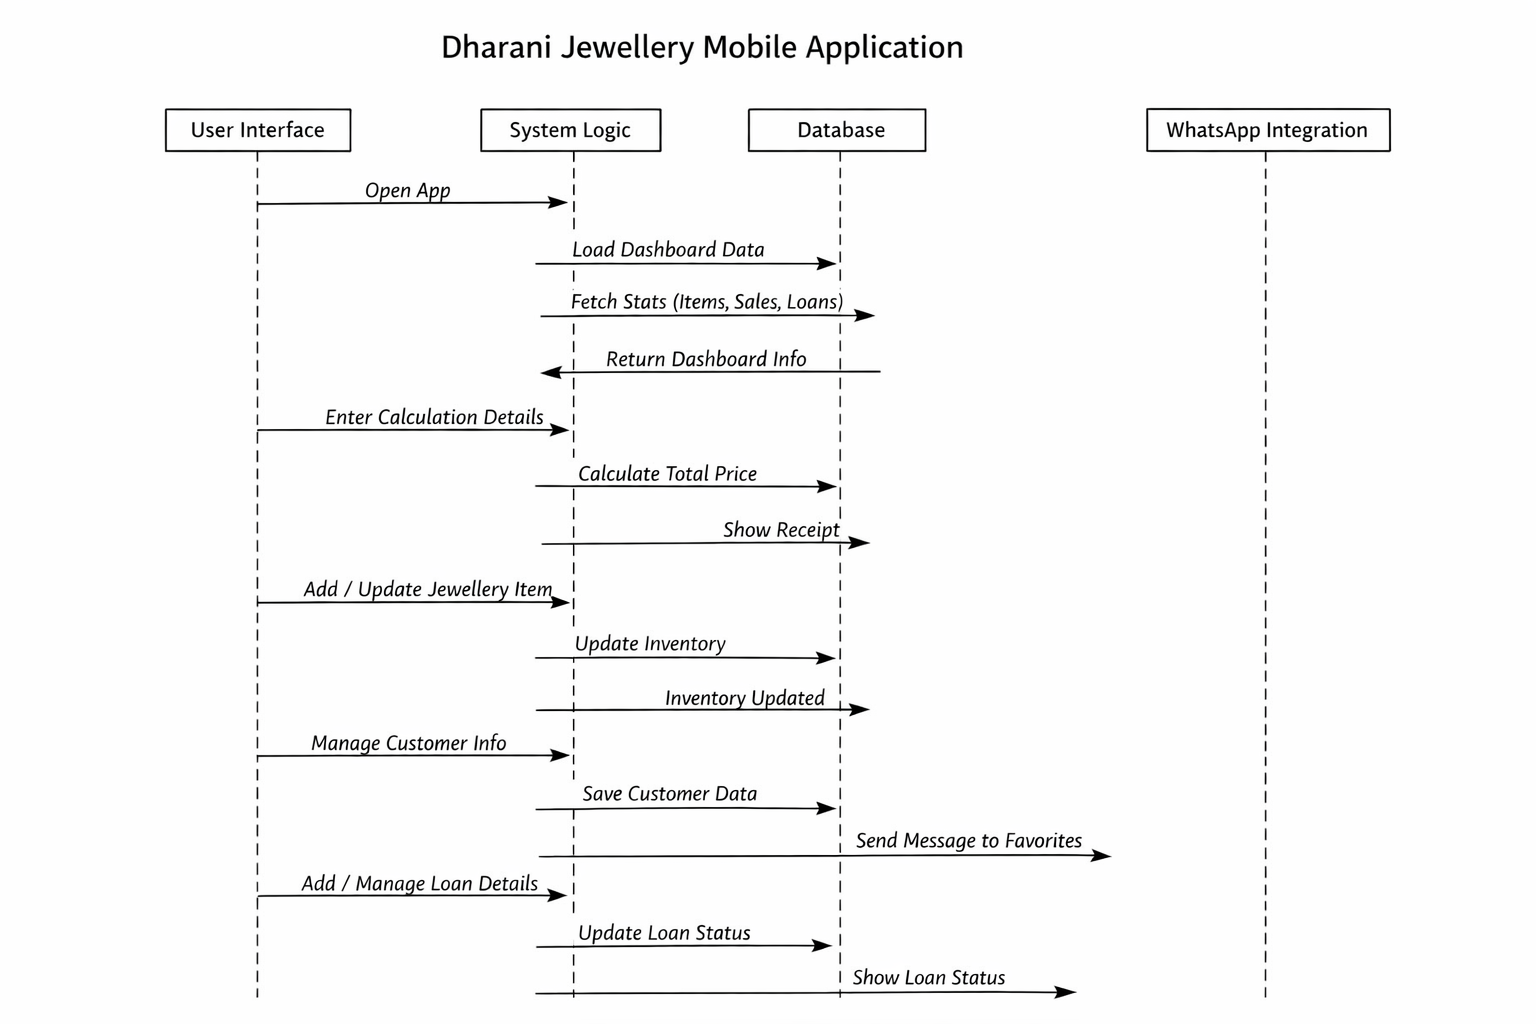 Dharani Jewellery Mobile Application
User Interface
System Logic
Database
WhatsApp Integration
Open App
Load Dashboard Data
Fetch Stats (Items, Sales, Loans)
Return Dashboard Info
Enter Calculation Details
Calculate Total Price
Show Receipt
Add / Update Jewellery Item
Update Inventory
Inventory Updated
Manage Customer Info
Save Customer Data
Send Message to Favorites
Add / Manage Loan Details
Update Loan Status
Show Loan Status